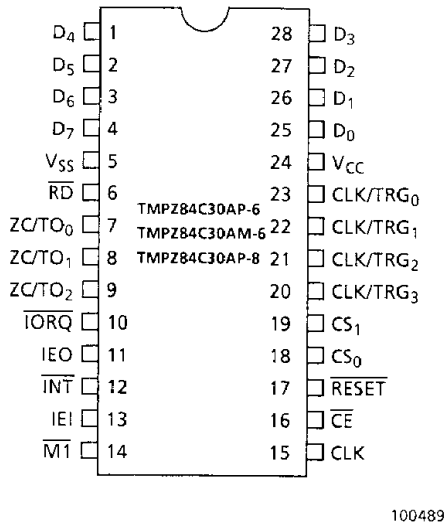 D4 1 28 D3
D5 2 27 D2
D6 3 26 D1
D7 4 25 D0
VSS 5 24 VCC
RD 6 23 CLK/TRG0
TMPZ84C30AP-6
ZC/TO0 7 22 CLK/TRG1
TMPZ84C30AM-6
ZC/TO1 8 21 CLK/TRG2
TMPZ84C30AP-8
ZC/TO2 9 20 CLK/TRG3
IORQ 10 19 CS1
IEO 11 18 CS0
INT 12 17 RESET
IEI 13 16 CE
M1 14 15 CLK
100489